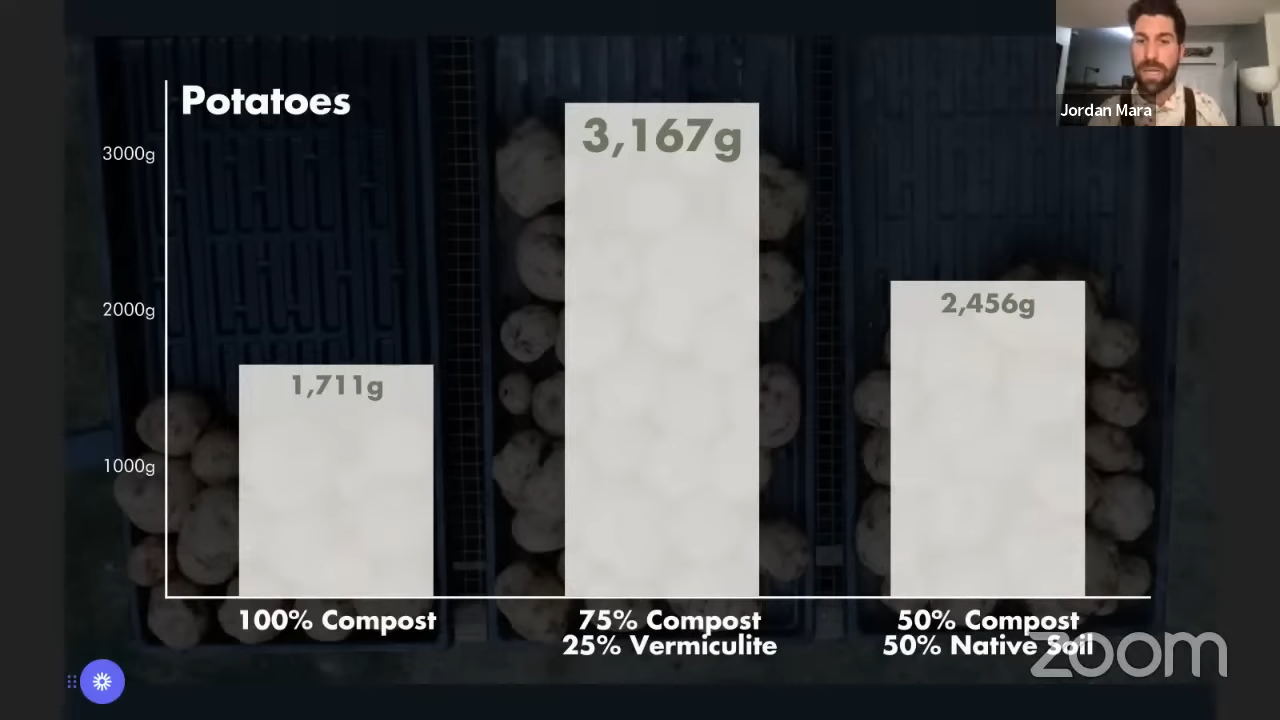 Potatoes
Jordan Mara
3000g
2000g
1000g
1,711g
3,167g
2,456g
100% Compost
75% Compost
25% Vermiculite
50% Compost
50% Native Soil
zoom